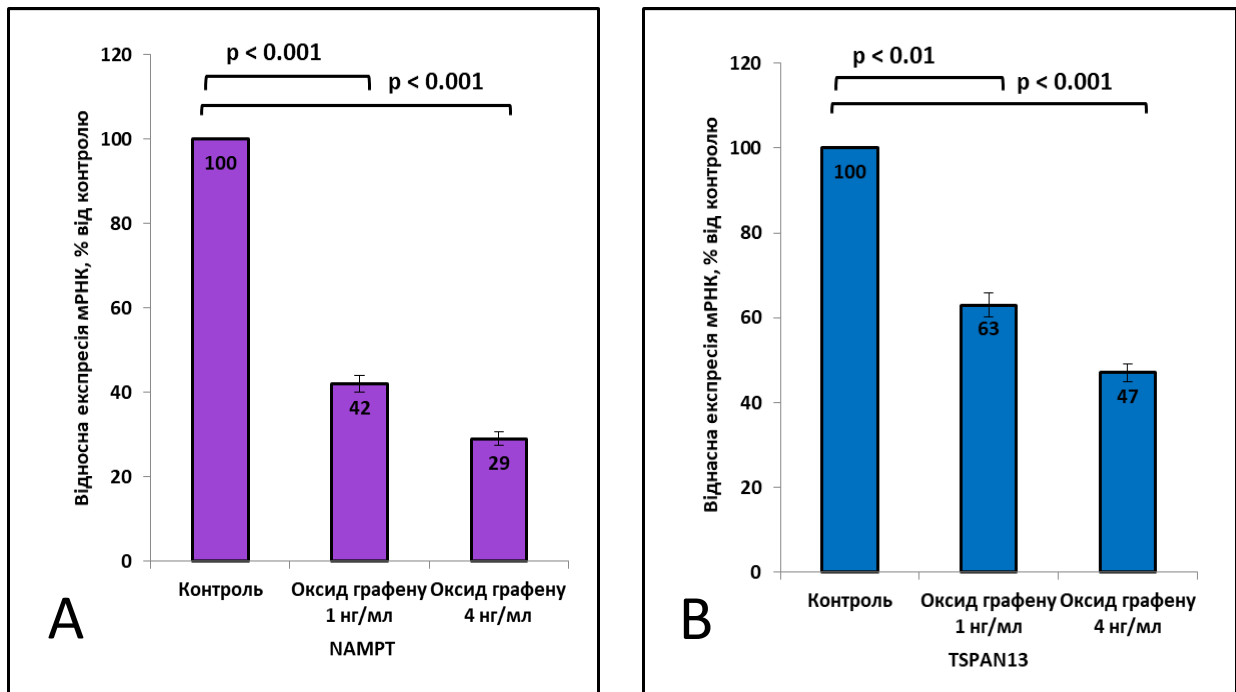 p < 0.001
p < 0.001
Відносна експресія мРНК, % від контролю
120
100
80
60
40
20
0
100
42
29
Контроль
Оксид графену
1 нг/мл
Оксид графену
4 нг/мл
NAMPT
A
p < 0.01
p < 0.001
Віднасна експресія мРНК, % від контролю
120
100
80
60
40
20
0
100
63
47
Контроль
Оксид графену
1 нг/мл
Оксид графену
4 нг/мл
TSPAN13
B